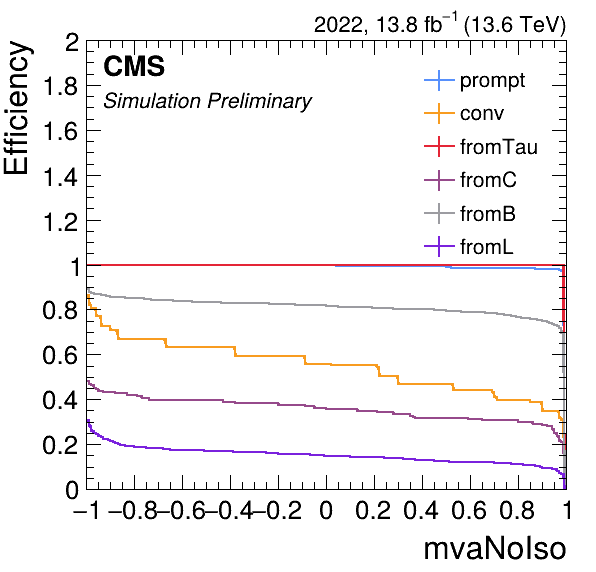 2022, 13.8 fb⁻¹ (13.6 TeV)
Efficiency
CMS
Simulation Preliminary
prompt
conv
fromTau
fromC
fromB
fromL
2
1.8
1.6
1.4
1.2
1
0.8
0.6
0.4
0.2
0
−1 −0.8 −0.6 −0.4 −0.2 0 0.2 0.4 0.6 0.8 1
mvaNoIso